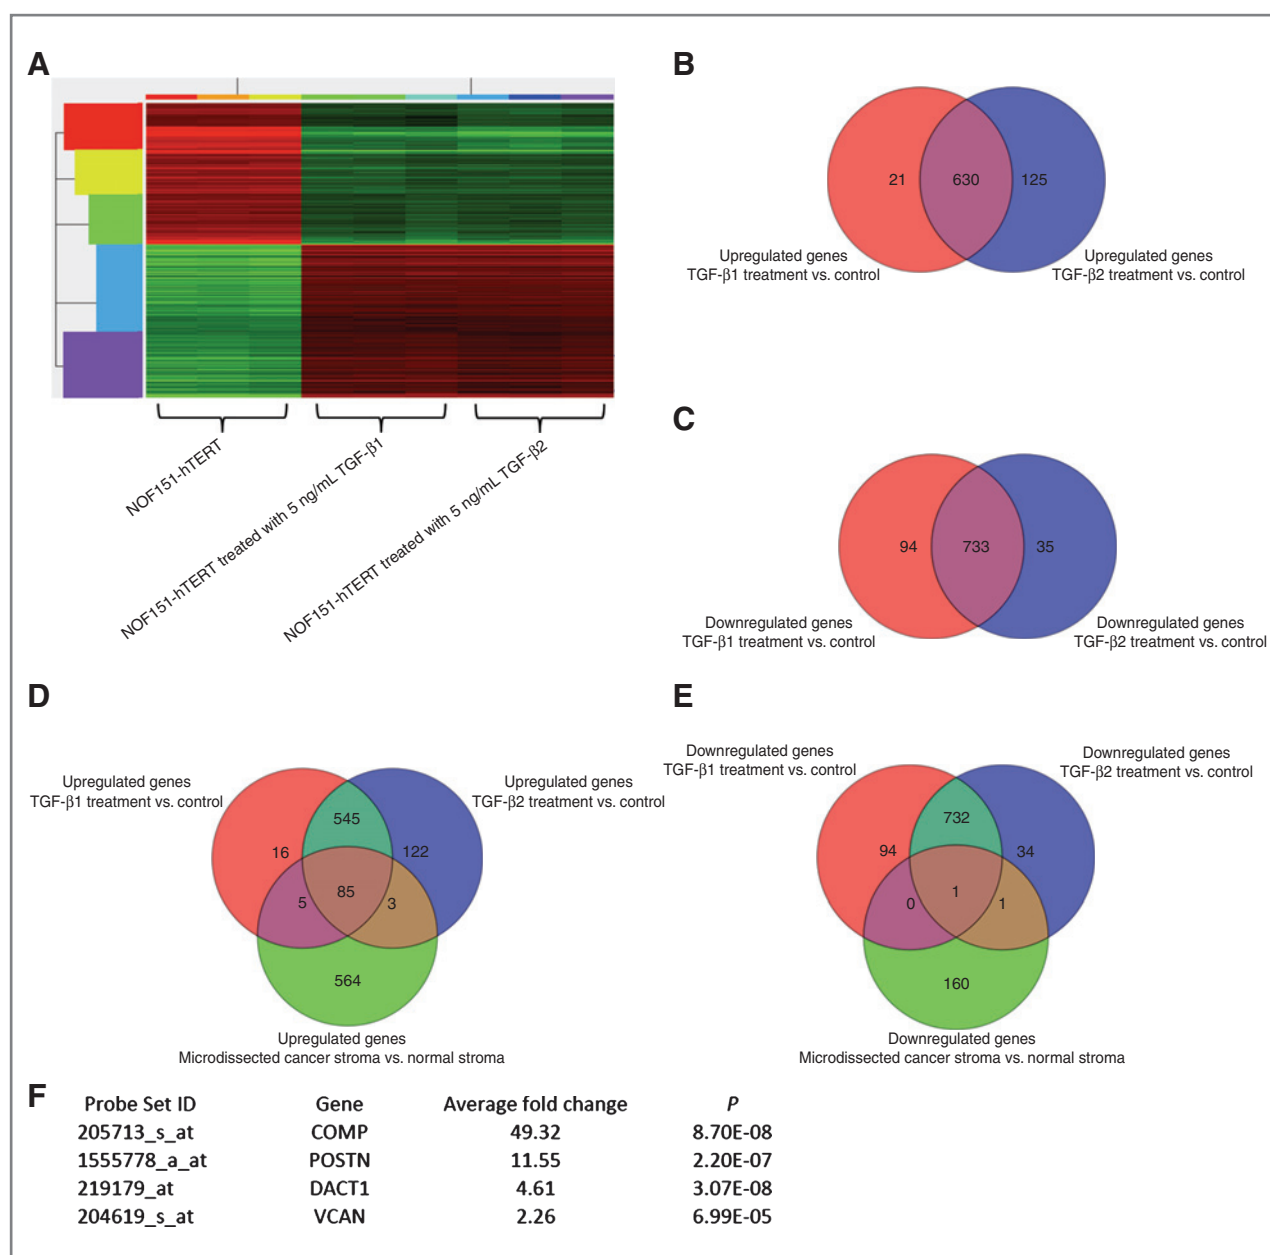 A
NOF151-hTERT
NOF151-hTERT treated with 5 ng/mL TGF-β1
NOF151-hTERT treated with 5 ng/mL TGF-β2
B
21
630
125
Upregulated genes
TGF-β1 treatment vs. control
Upregulated genes
TGF-β2 treatment vs. control
C
94
733
35
Downregulated genes
TGF-β1 treatment vs. control
Downregulated genes
TGF-β2 treatment vs. control
D
Upregulated genes
TGF-β1 treatment vs. control
Upregulated genes
TGF-β2 treatment vs. control
545
16
122
85
5
3
564
Upregulated genes
Microdissected cancer stroma vs. normal stroma
E
Downregulated genes
TGF-β1 treatment vs. control
Downregulated genes
TGF-β2 treatment vs. control
732
94
34
1
0
1
160
Downregulated genes
Microdissected cancer stroma vs. normal stroma
F
Probe Set ID Gene Average fold change P
205713_s_at COMP 49.32 8.70E-08
1555778_a_at POSTN 11.55 2.20E-07
219179_at DACT1 4.61 3.07E-08
204619_s_at VCAN 2.26 6.99E-05